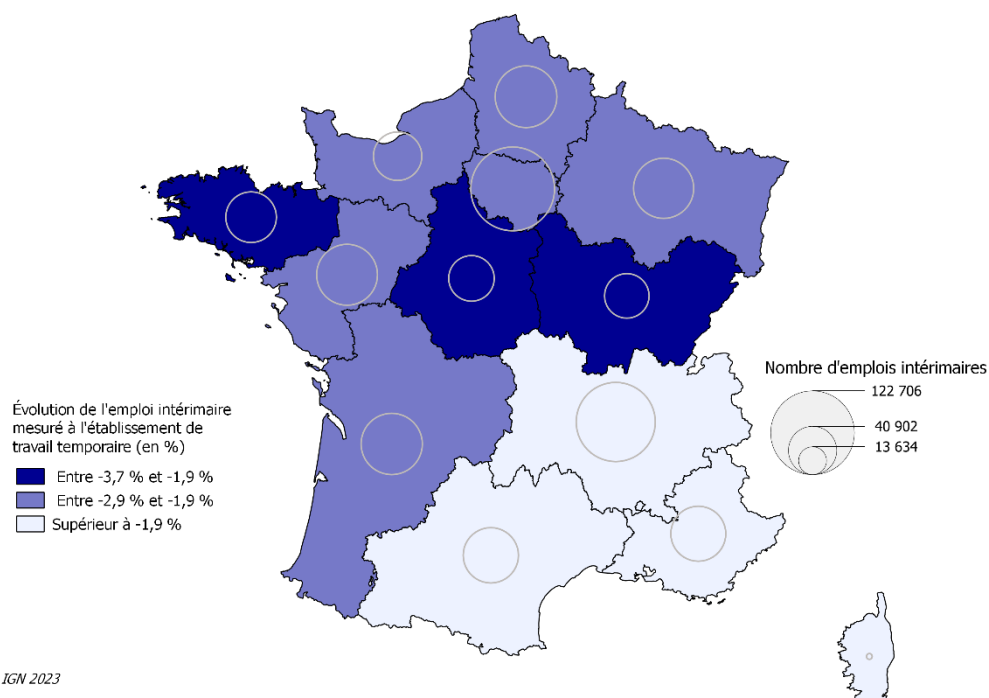 Nombre d'emplois intérimaires
122 706
40 902
13 634
Évolution de l'emploi intérimaire
mesuré à l'établissement de
travail temporaire (en %)
Entre -3,7 % et -1,9 %
Entre -2,9 % et -1,9 %
Supérieur à -1,9 %
IGN 2023